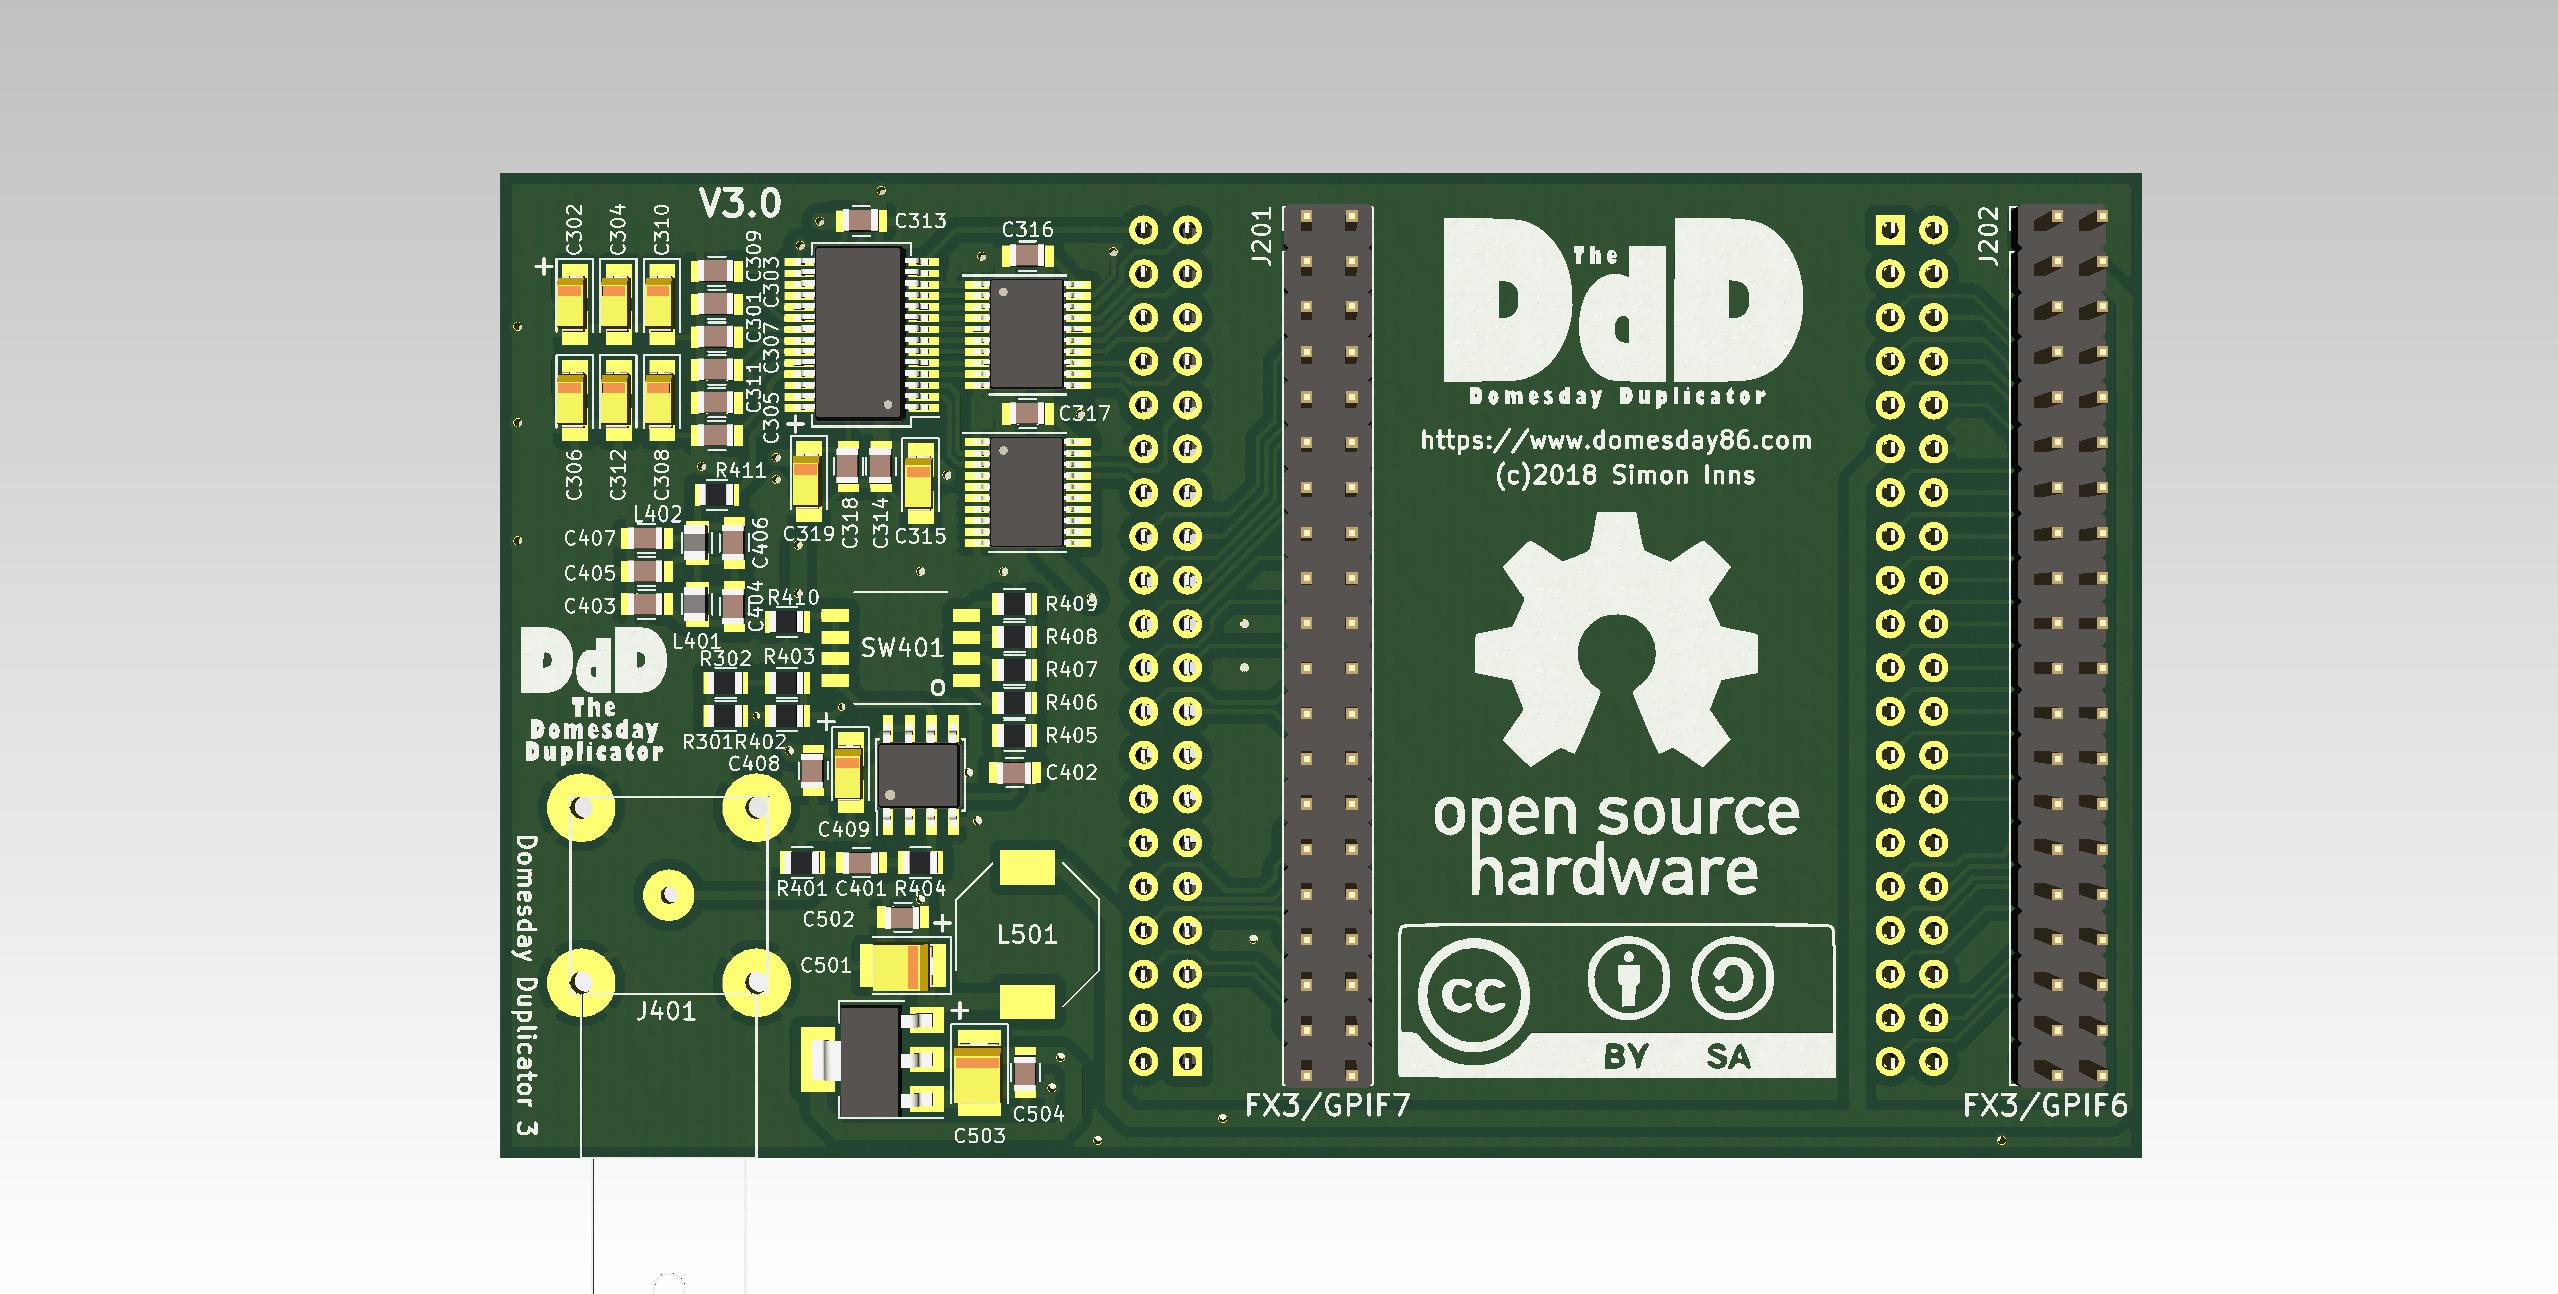 V3.0
C302
C304
C310
C309
C303
C301
C307
C311
C305
C306
C312
C308
C313
C316
C317
R411
C319
C318
C314
C315
L402
C407
C405
C403
C406
C404
L401
R410
R302
R403
R301
R402
SW401
R409
R408
R407
R406
R405
C402
DdD
The
Domesday
Duplicator
C408
C409
R401
C401
R404
C502
C501
L501
J401
Domesday Duplicator 3
C503
C504
J201
FX3/GPIF7
The
DdD
Domesday Duplicator
https://www.domesday86.com
(c)2018 Simon Inns
open source
hardware
cc
BY SA
J202
FX3/GPIF6